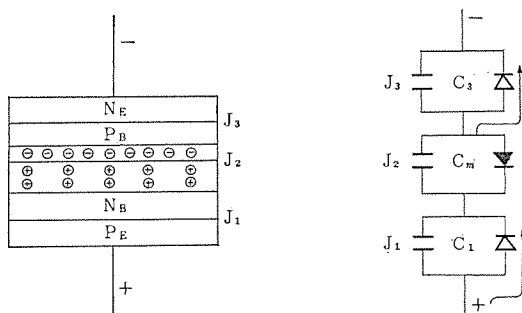 −
N_E
P_B
⊖ ⊖ ⊖ ⊖ ⊖ ⊖ ⊖ ⊖ ⊖
⊕ ⊕ ⊕ ⊕ ⊕
⊕ ⊕ ⊕ ⊕ ⊕
N_B
P_E
+
J_3
J_2
J_1
−
J_3 C_3
J_2 C_m
J_1 C_1
+